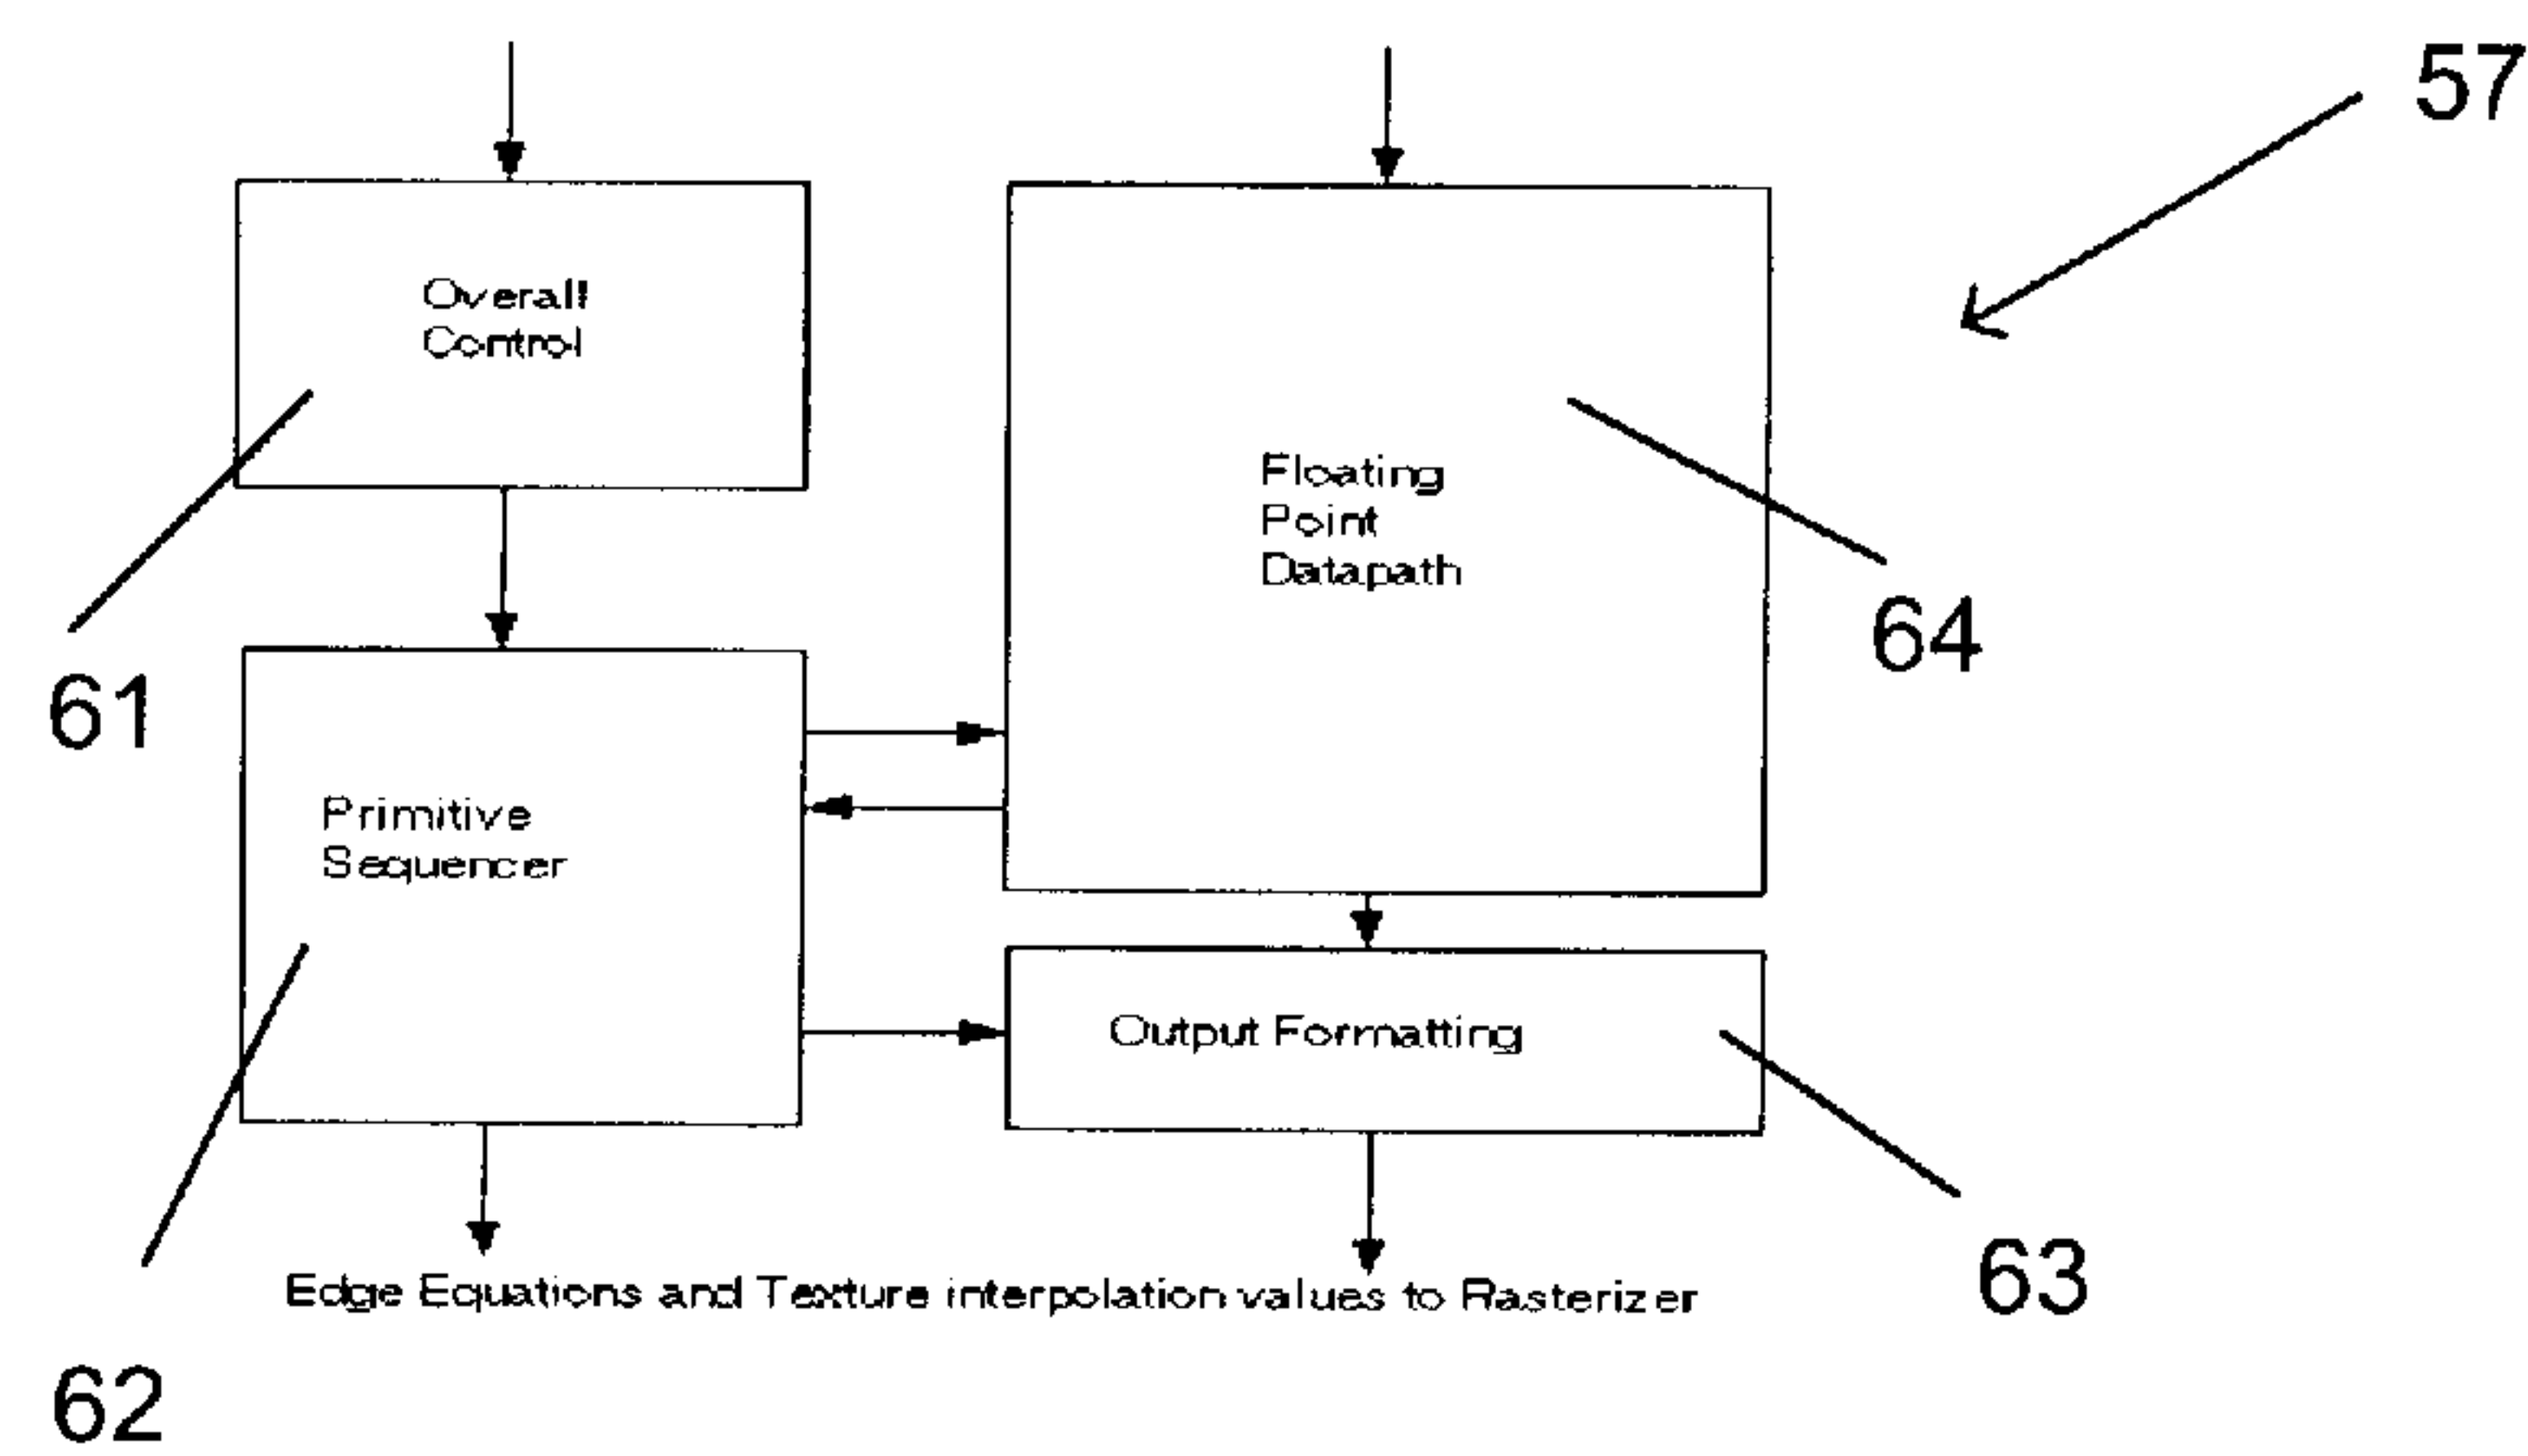 57
Overall
Control
Floating
Point
Datapath
64
61
Primitive
Sequencer
Output Formatting
63
Edge Equations and Texture interpolation values to Rasterizer
62